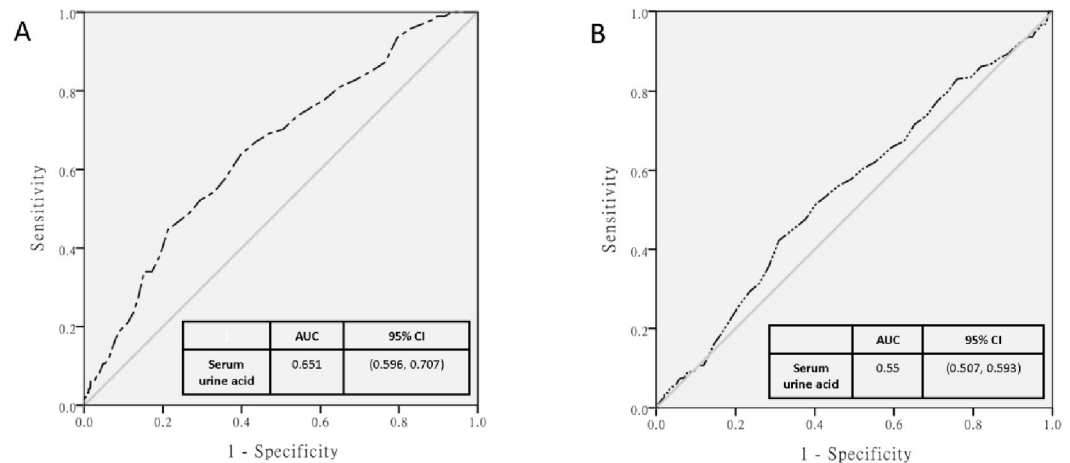 A
1.0
0.8
0.6
0.4
0.2
0.0
Sensitivity
0.0 0.2 0.4 0.6 0.8 1.0
1 - Specificity
1 AUC 95% CI
Serum urine acid 0.651 (0.596, 0.707)
B
1.0
0.8
0.6
0.4
0.2
0.0
Sensitivity
0.0 0.2 0.4 0.6 0.8 1.0
1 - Specificity
AUC 95% CI
Serum urine acid 0.55 (0.507, 0.593)